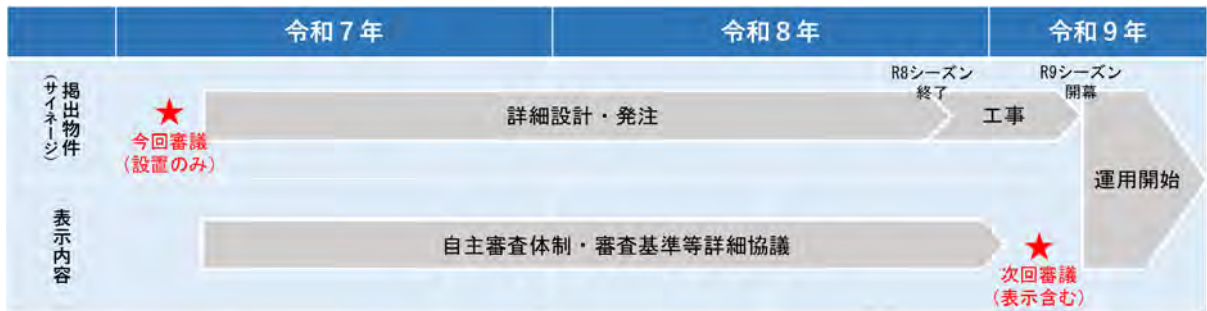 令和７年
令和８年
令和９年
掲出物件
（サイネージ）
★
今回審議
（設置のみ）
詳細設計・発注
R8シーズン
終了
工事
R9シーズン
開幕
運用開始
表示内容
自主審査体制・審査基準等詳細協議
★
次回審議
（表示含む）